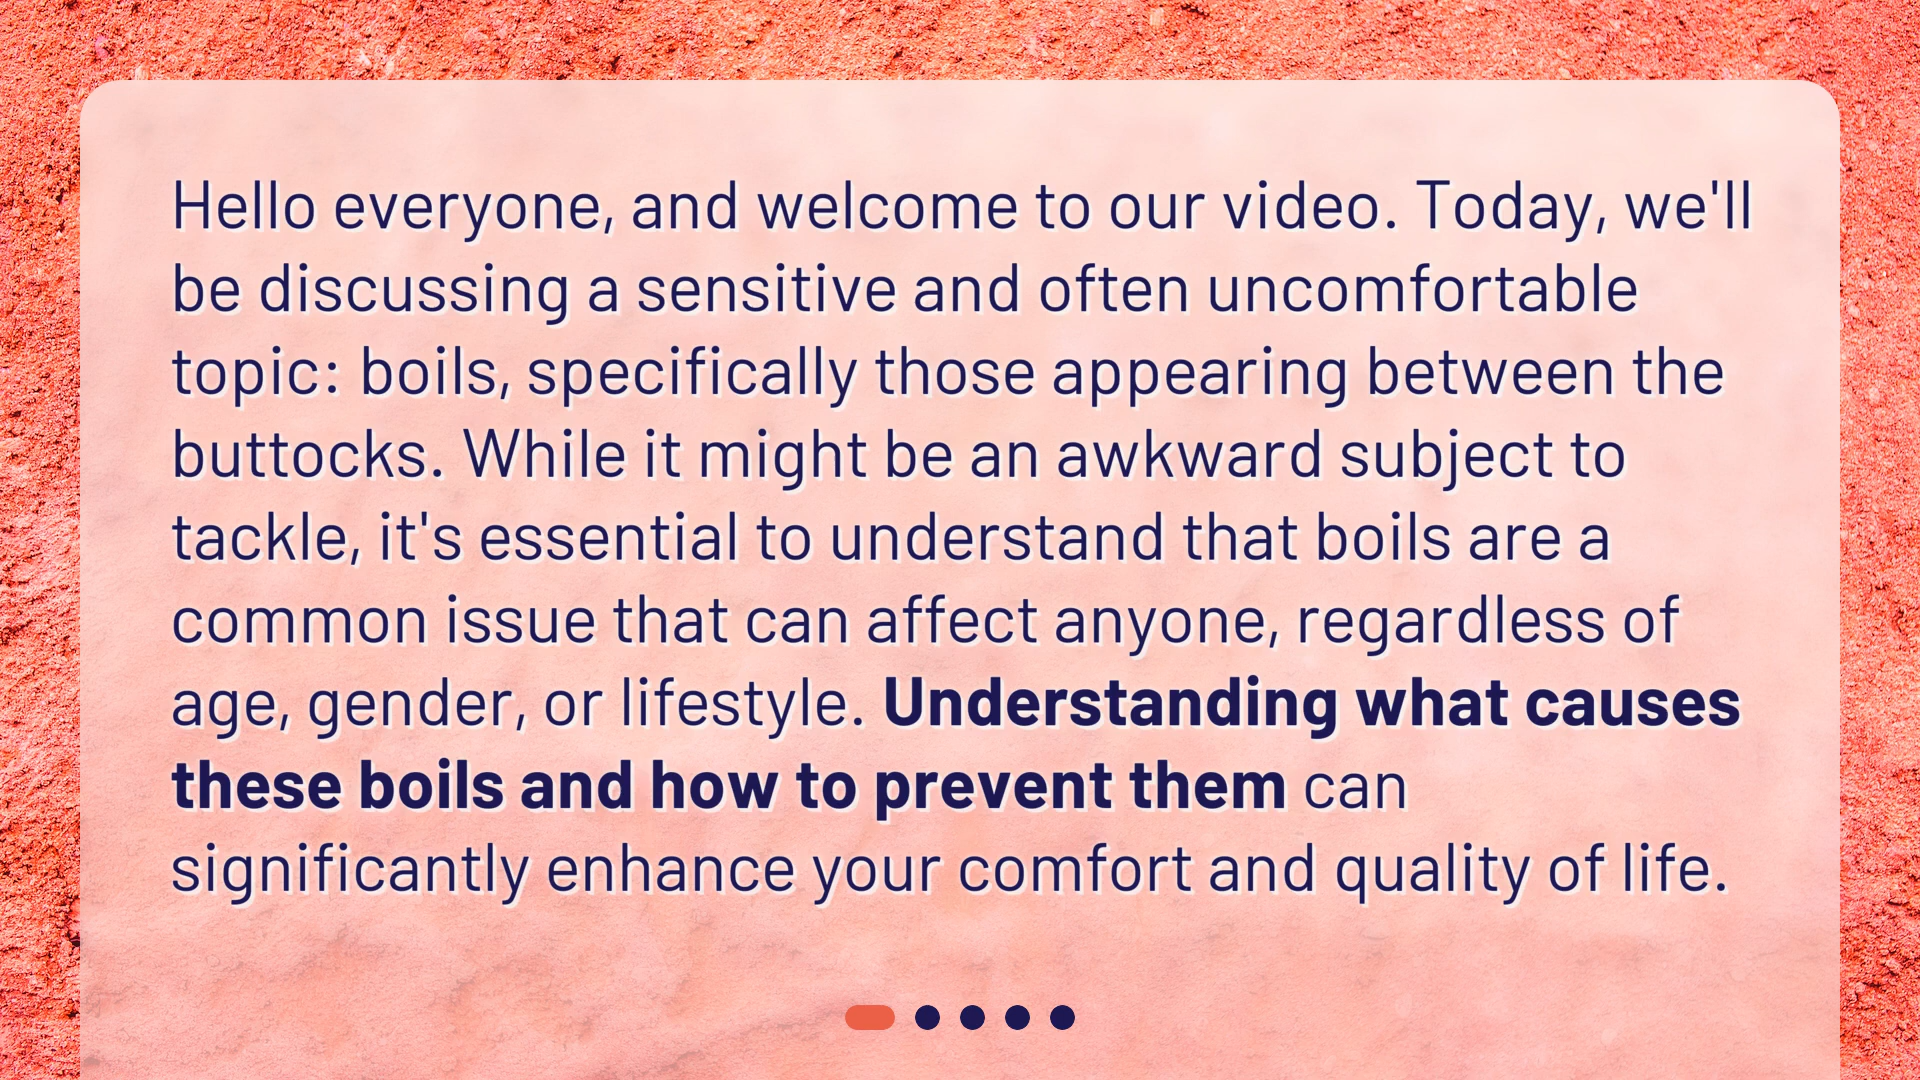 Hello everyone, and welcome to our video. Today, we'll
be discussing a sensitive and often uncomfortable
topic: boils, specifically those appearing between the
buttocks. While it might be an awkward subject to
tackle, it's essential to understand that boils are a
common issue that can affect anyone, regardless of
age, gender, or lifestyle. Understanding what causes
these boils and how to prevent them can
significantly enhance your comfort and quality of life.